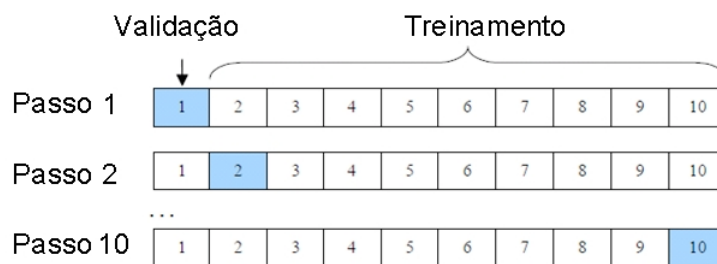 Validação Treinamento
Passo 1 1 2 3 4 5 6 7 8 9 10
Passo 2 1 2 3 4 5 6 7 8 9 10
...
Passo 10 1 2 3 4 5 6 7 8 9 10